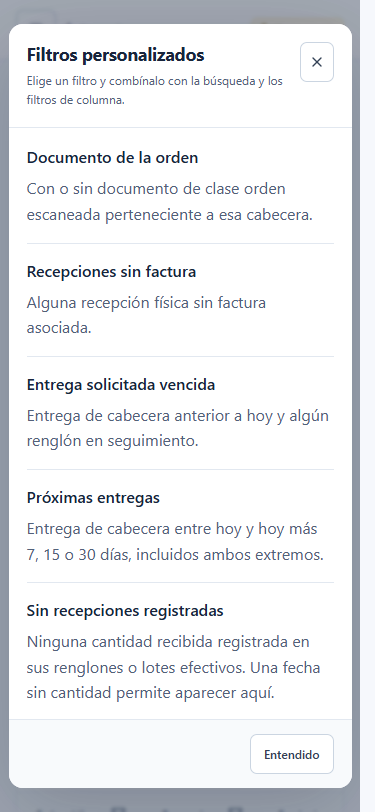 Filtros personalizados
Elige un filtro y combínalo con la búsqueda y los
filtros de columna.
Documento de la orden
Con o sin documento de clase orden
escaneada perteneciente a esa cabecera.
Recepciones sin factura
Alguna recepción física sin factura
asociada.
Entrega solicitada vencida
Entrega de cabecera anterior a hoy y algún
renglón en seguimiento.
Próximas entregas
Entrega de cabecera entre hoy y hoy más
7, 15 o 30 días, incluidos ambos extremos.
Sin recepciones registradas
Ninguna cantidad recibida registrada en
sus renglones o lotes efectivos. Una fecha
sin cantidad permite aparecer aquí.
Entendido